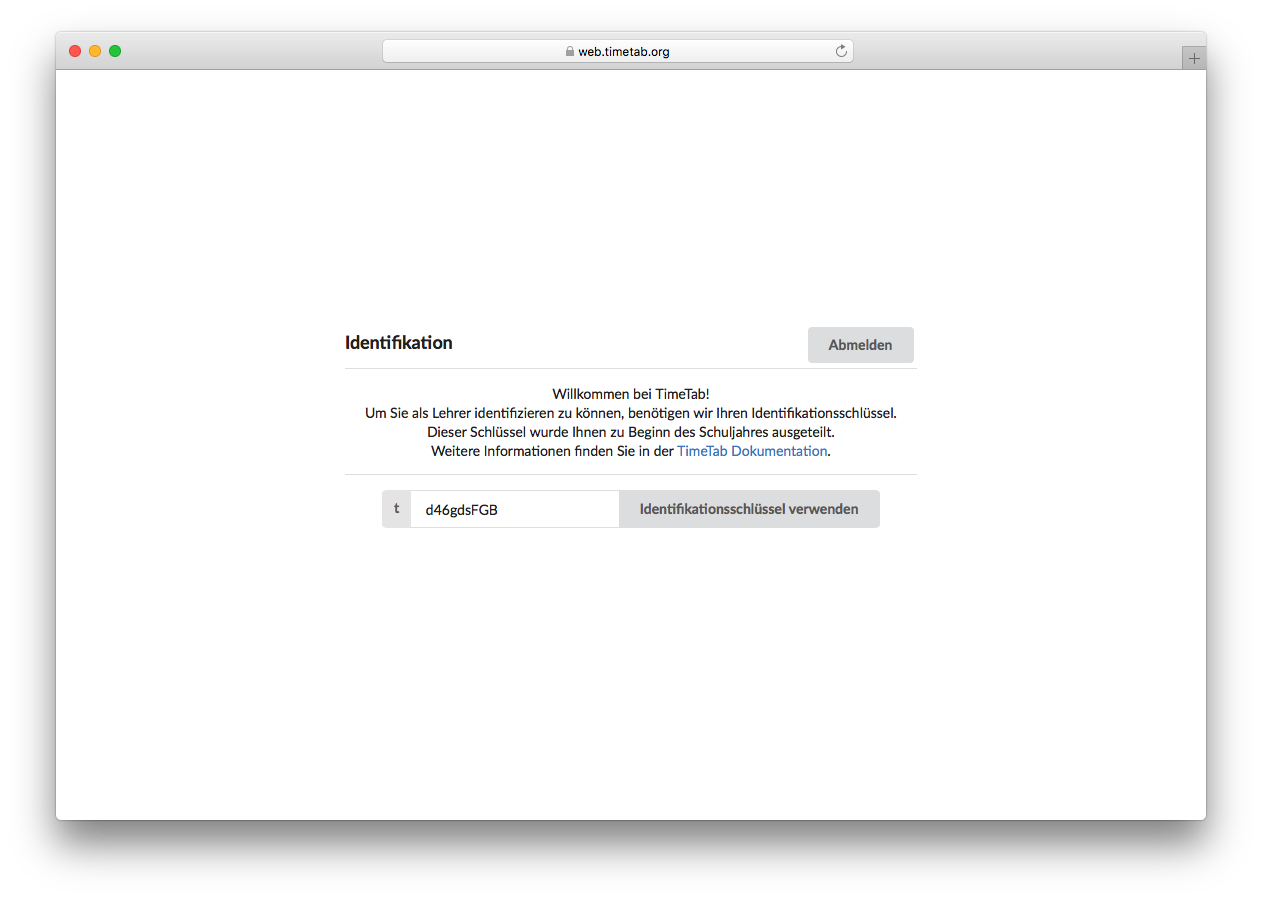 web.timetab.org
Identifikation
Abmelden
Willkommen bei TimeTab!
Um Sie als Lehrer identifizieren zu können, benötigen wir Ihren Identifikationsschlüssel.
Dieser Schlüssel wurde Ihnen zu Beginn des Schuljahres ausgeteilt.
Weitere Informationen finden Sie in der TimeTab Dokumentation.
t d46gdsFGB Identifikationsschlüssel verwenden